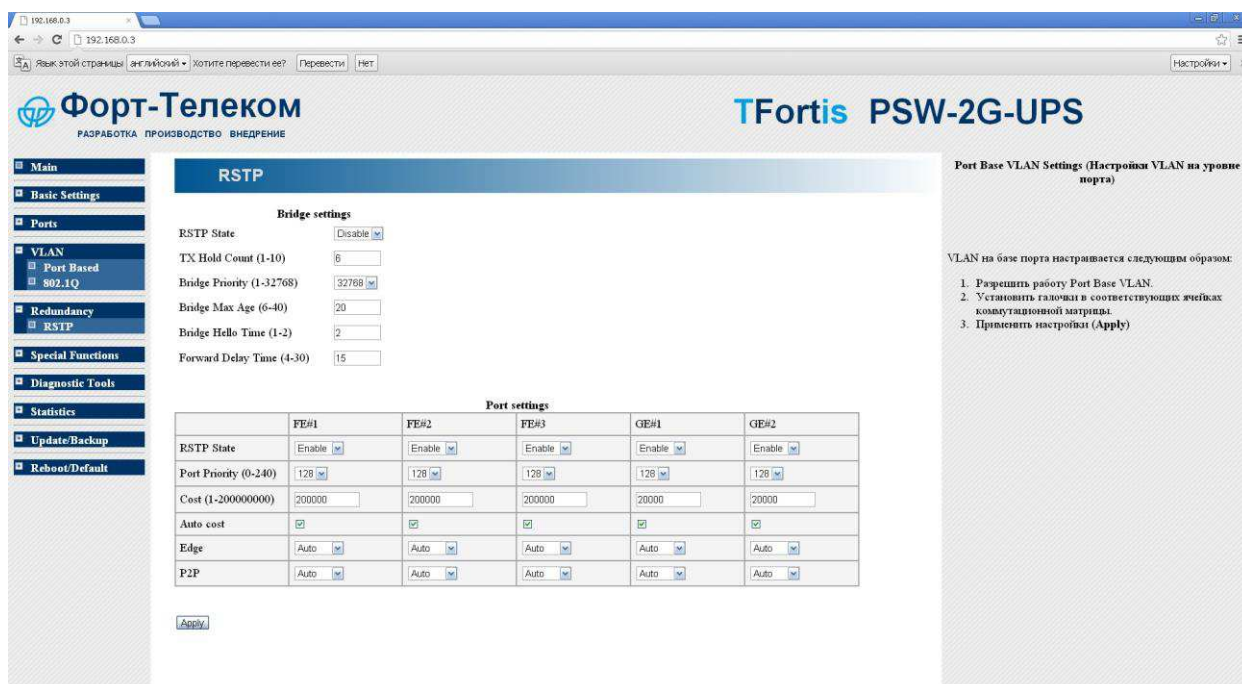 192.168.0.3
192.168.0.3
Язык этой страницы английский Хотите перевести ее? Перевести Нет Настройки
Форт-Телеком
РАЗРАБОТКА ПРОИЗВОДСТВО ВНЕДРЕНИЕ
TFortis PSW-2G-UPS
Main
Basic Settings
Ports
VLAN
Port Based
802.1Q
Redundancy
RSTP
Special Functions
Diagnostic Tools
Statistics
Update/Backup
Reboot/Default
RSTP
Bridge settings
RSTP State Disable
TX Hold Count (1-10) 6
Bridge Priority (1-32768) 32768
Bridge Max Age (6-40) 20
Bridge Hello Time (1-2) 2
Forward Delay Time (4-30) 15
Port settings
FE#1 FE#2 FE#3 GE#1 GE#2
RSTP State Enable Enable Enable Enable Enable
Port Priority (0-240) 128 128 128 128 128
Cost (1-200000000) 200000 200000 200000 20000 20000
Auto cost
Edge Auto Auto Auto Auto Auto
P2P Auto Auto Auto Auto Auto
Apply
Port Base VLAN Settings (Настройки VLAN на уровне
порта)
VLAN на базе порта настраивается следующим образом:
1. Разрешить работу Port Base VLAN.
2. Установить галочки в соответствующих ячейках
коммутационной матрицы.
3. Применить настройки (Apply)